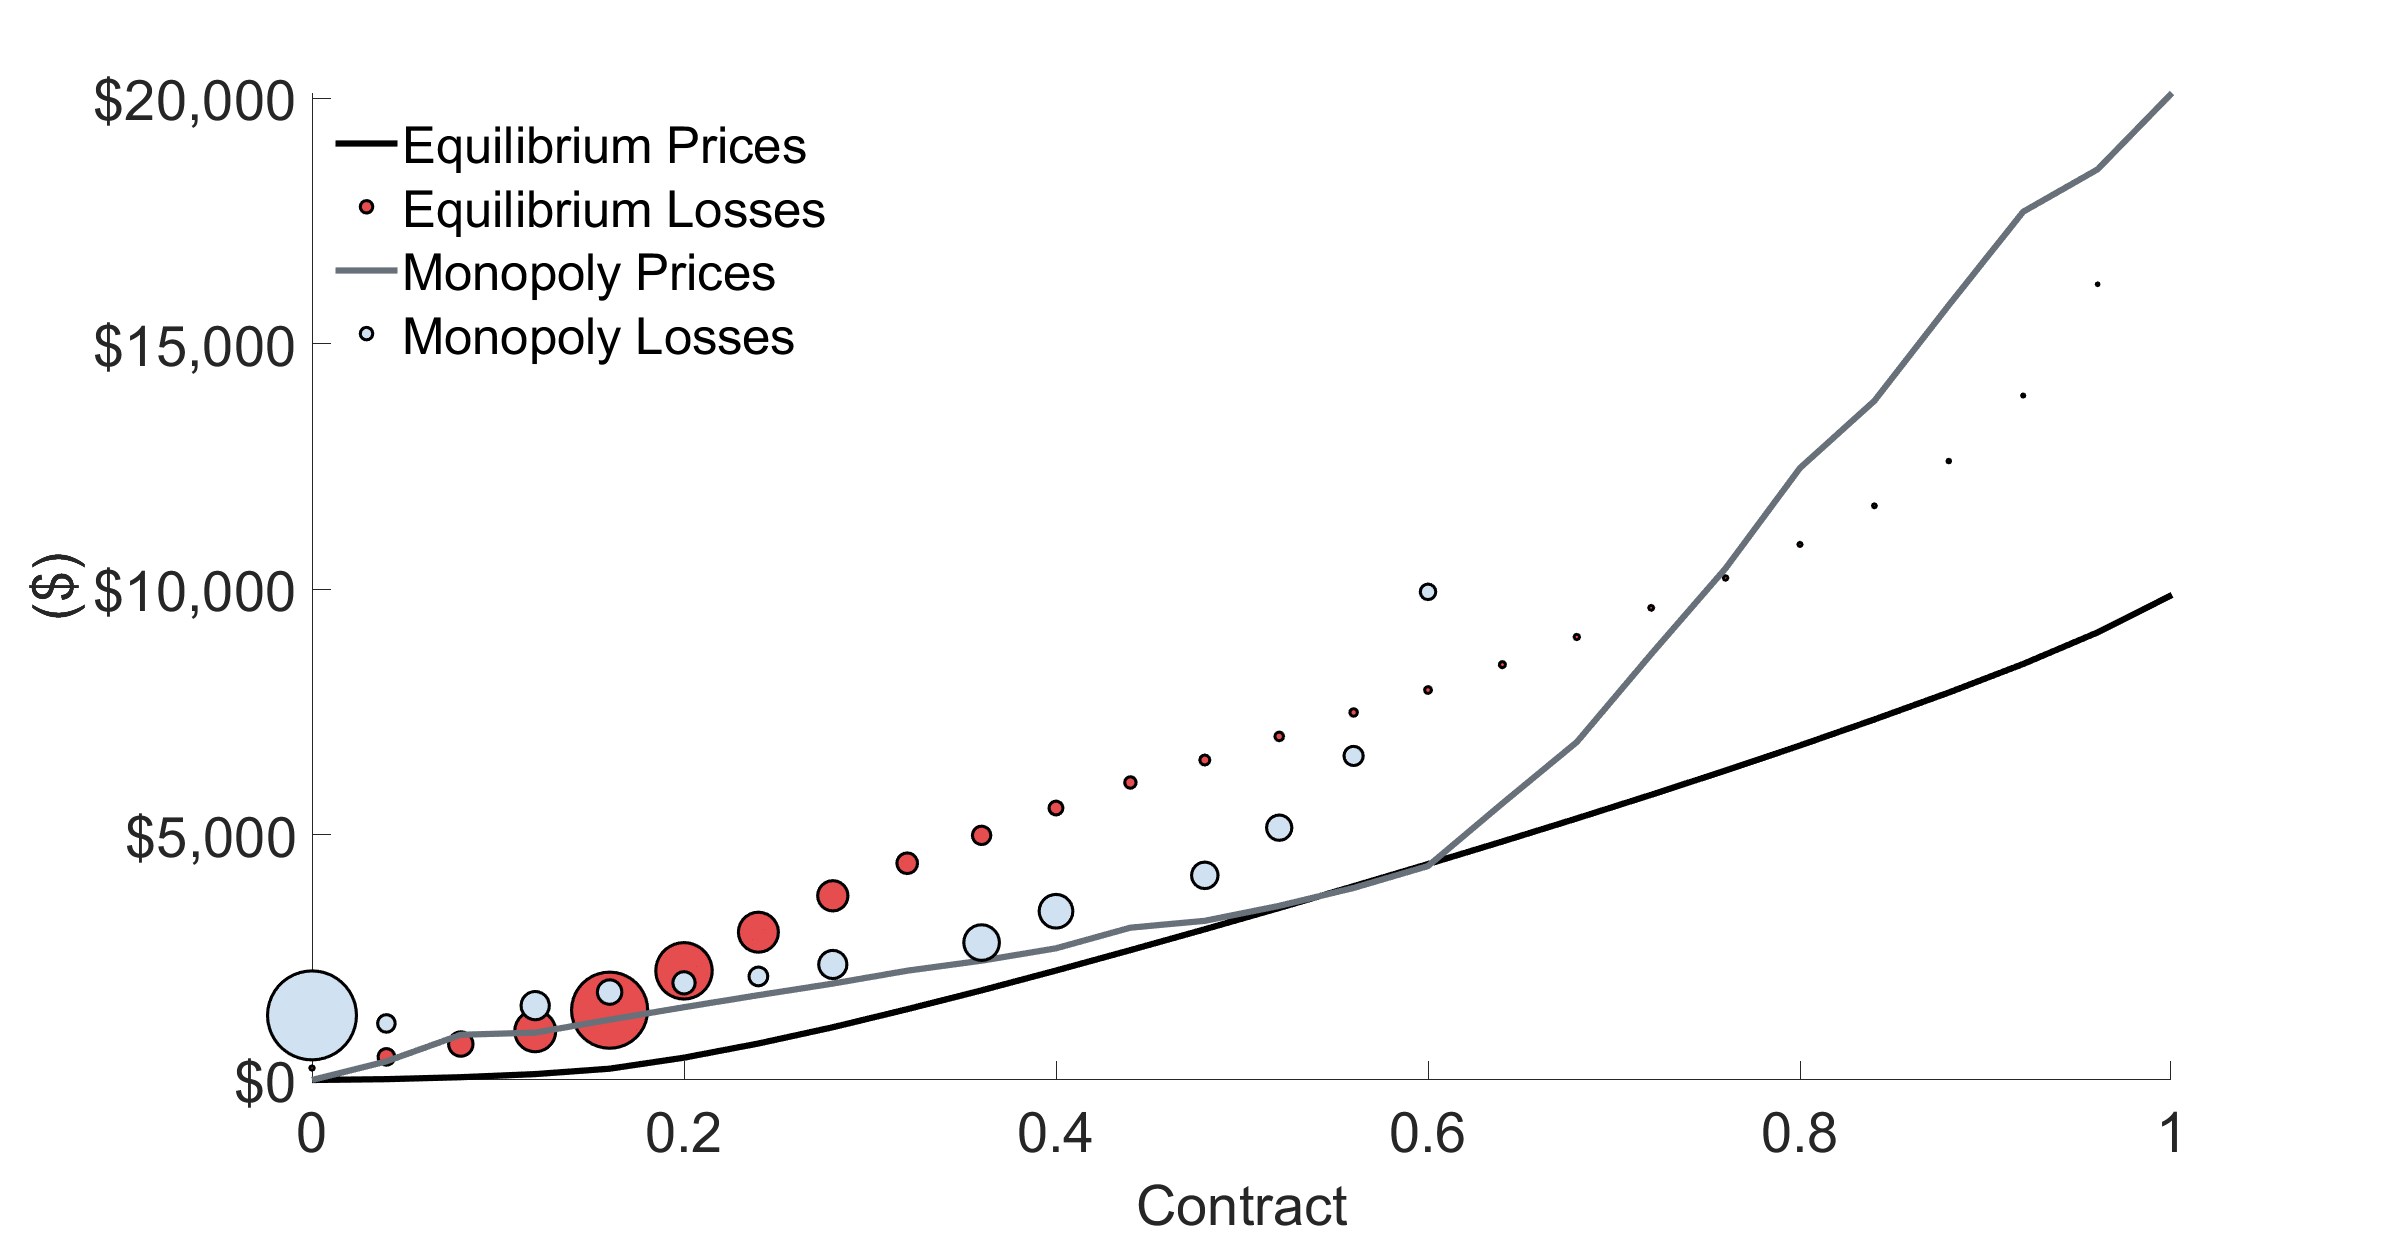 $20,000
$15,000
$10,000
$5,000
$0
($)
Equilibrium Prices
Equilibrium Losses
Monopoly Prices
Monopoly Losses
0 0.2 0.4 0.6 0.8 1
Contract